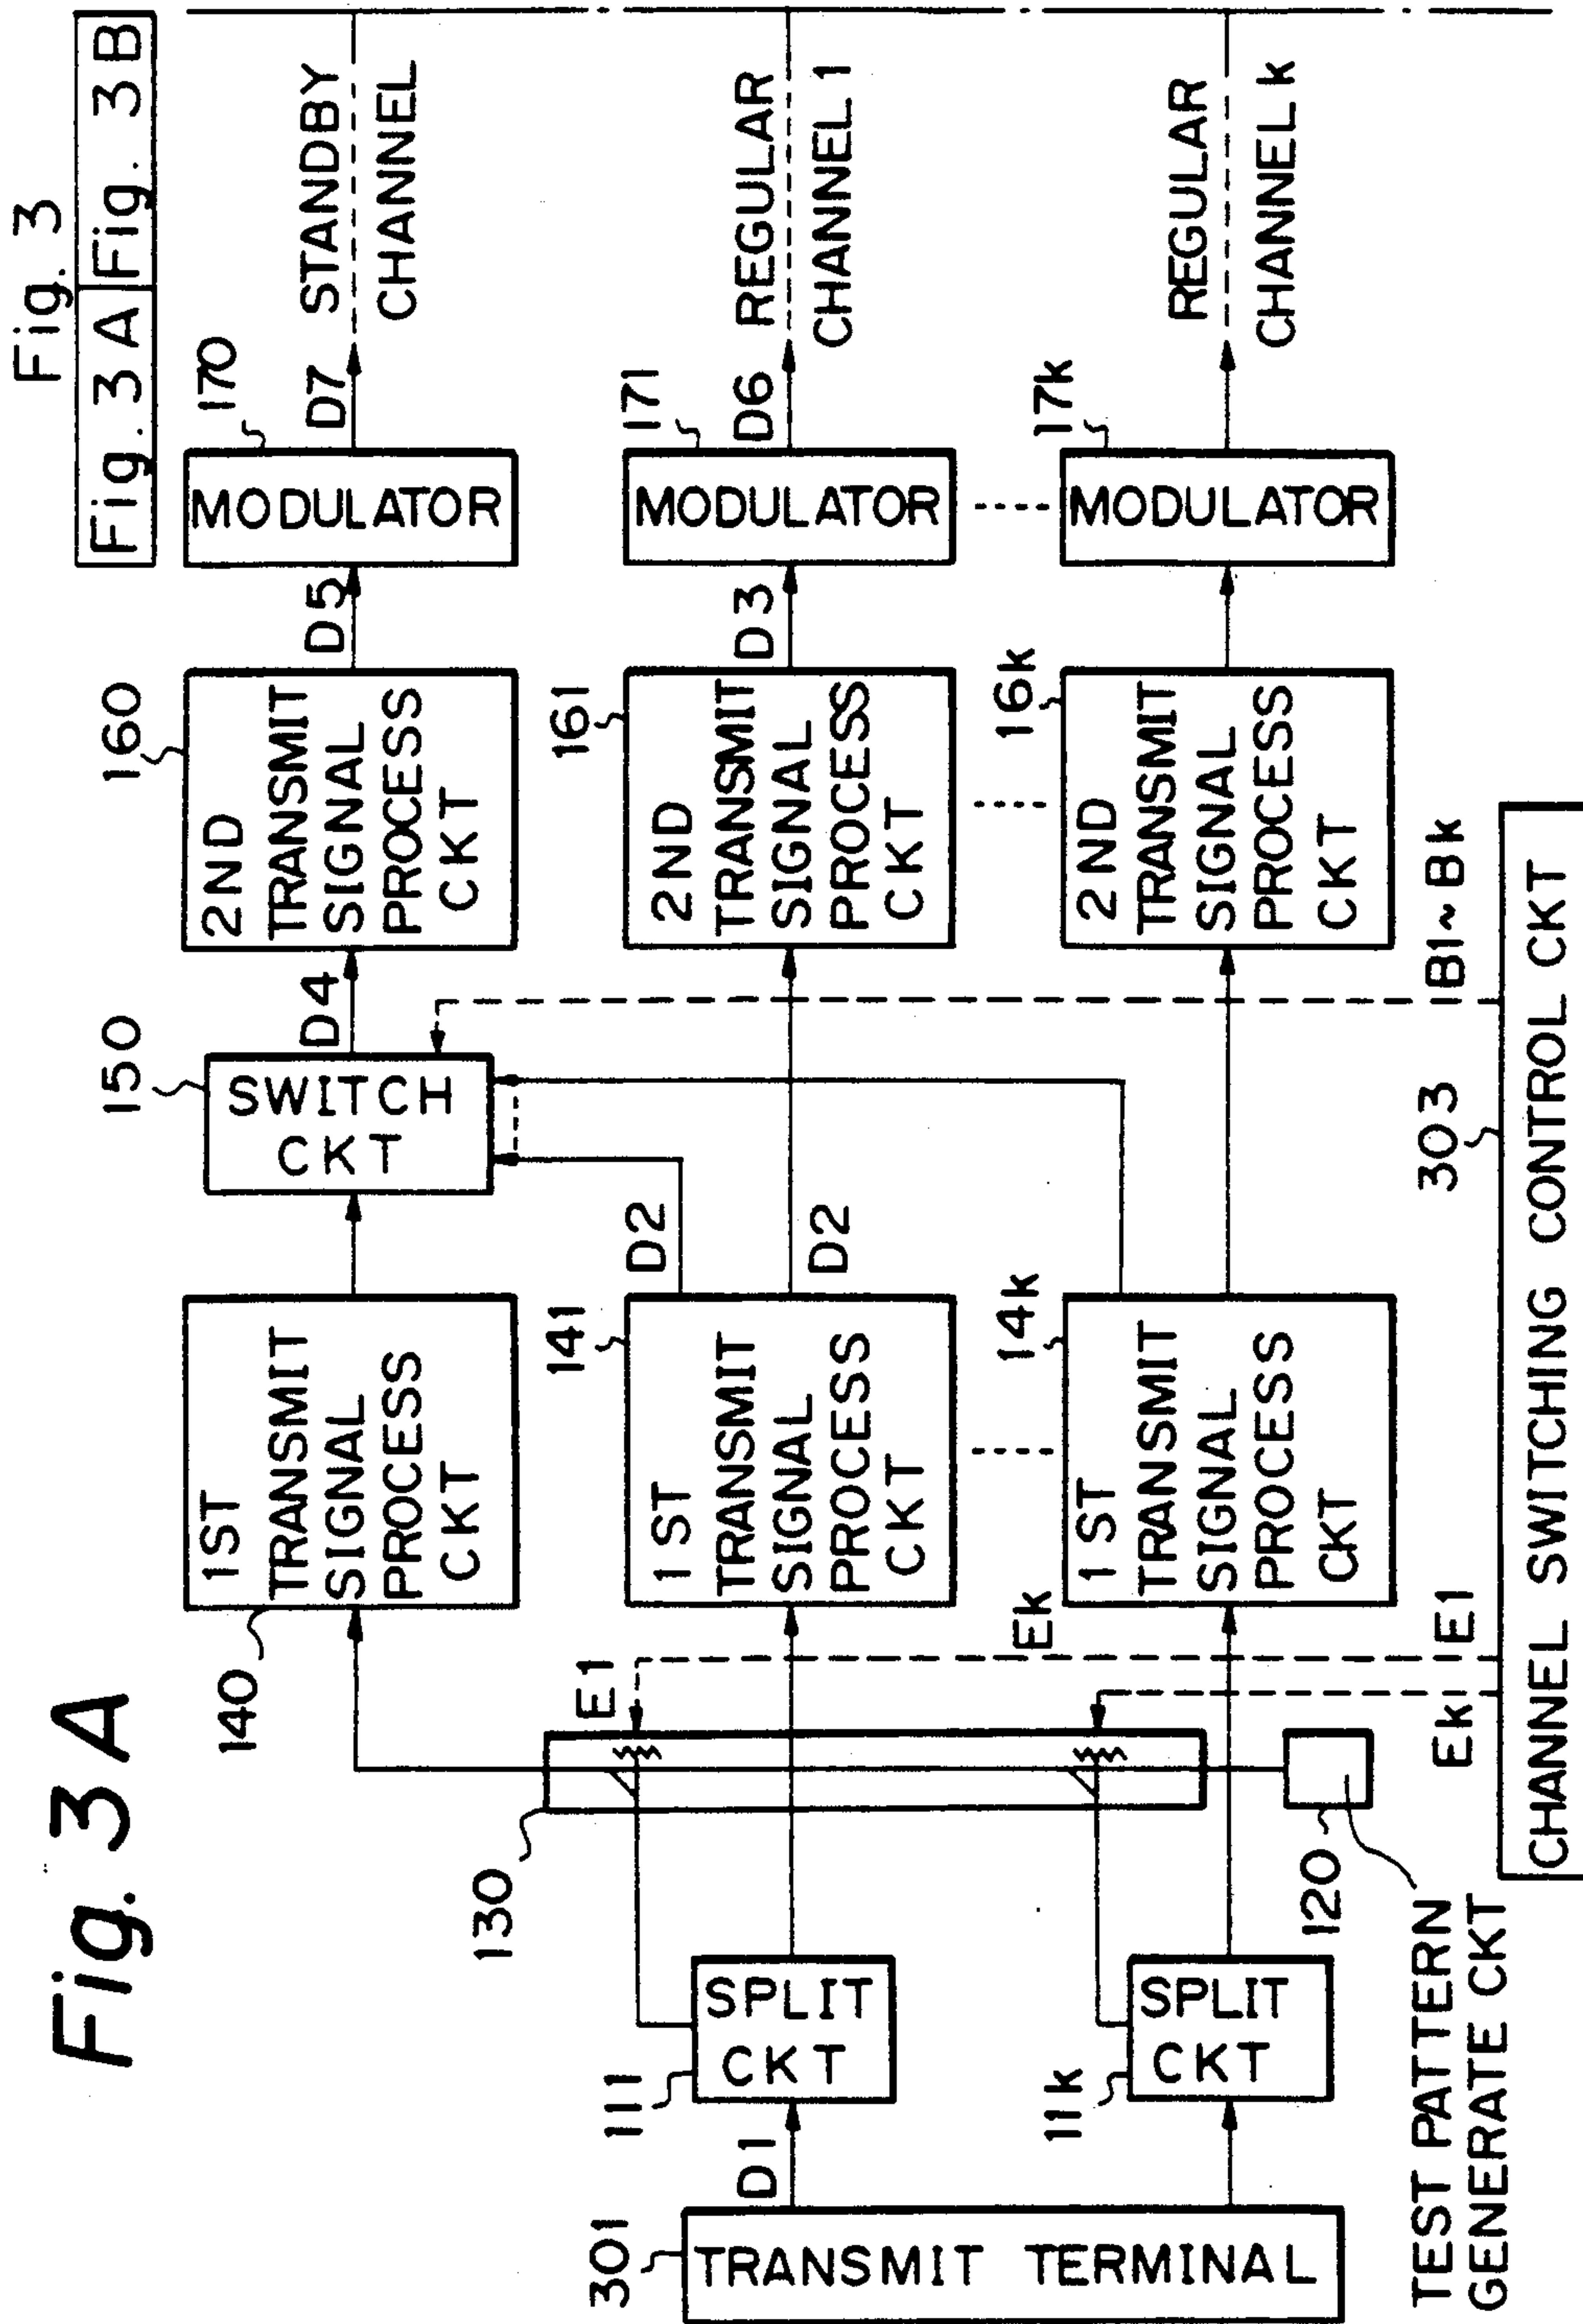 Fig. 3A
Fig. 3
Fig. 3A Fig. 3B
140
1ST
TRANSMIT
SIGNAL
PROCESS
CKT
150
SWITCH
CKT
D4
160
2ND
TRANSMIT
SIGNAL
PROCESS
CKT
D5
170
MODULATOR
D7
STANDBY
CHANNEL
130
E1
D2
301
TRANSMIT TERMINAL
D1
111
SPLIT
CKT
141
1ST
TRANSMIT
SIGNAL
PROCESS
CKT
D2
161
2ND
TRANSMIT
SIGNAL
PROCESS
CKT
D3
171
MODULATOR
D6
REGULAR
CHANNEL 1
11k
SPLIT
CKT
Ek
14k
1ST
TRANSMIT
SIGNAL
PROCESS
CKT
16k
2ND
TRANSMIT
SIGNAL
PROCESS
CKT
17k
MODULATOR
REGULAR
CHANNEL k
120
TEST PATTERN
GENERATE CKT
Ek
E1
303
B1~Bk
CHANNEL SWITCHING CONTROL CKT